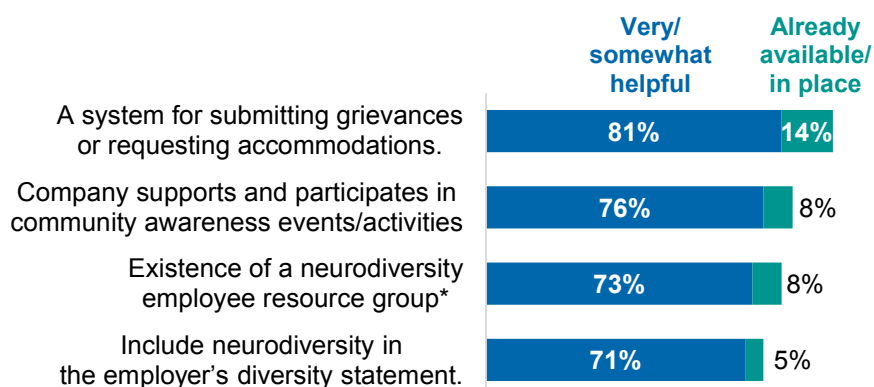 Very/
somewhat
helpful
Already
available/
in place
A system for submitting grievances
or requesting accommodations.
81%
14%
Company supports and participates in
community awareness events/activities
76%
8%
Existence of a neurodiversity
employee resource group*
73%
8%
Include neurodiversity in
the employer’s diversity statement.
71%
5%